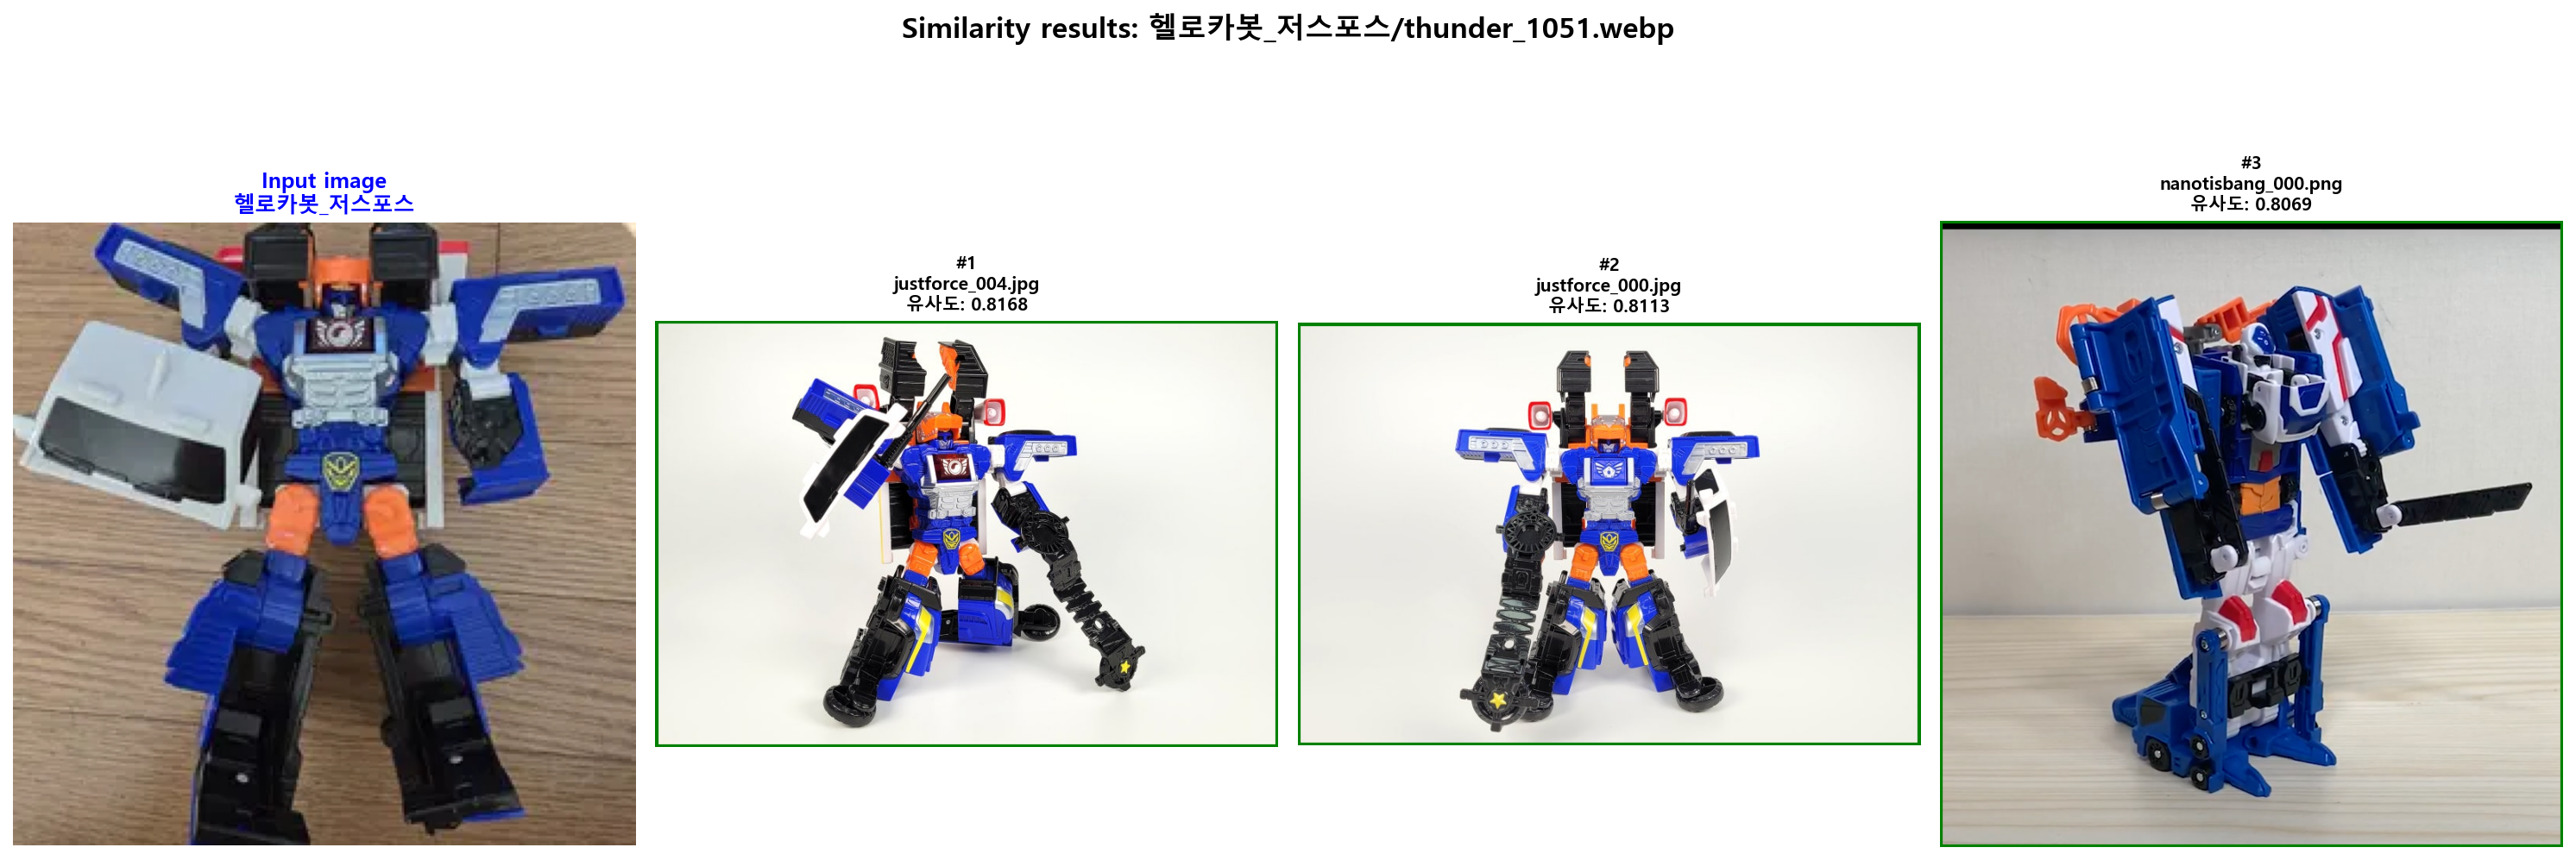 Similarity results: 헬로카봇_저스포스/thunder_1051.webp
Input image
헬로카봇_저스포스
#1
justforce_004.jpg
유사도: 0.8168
#2
justforce_000.jpg
유사도: 0.8113
#3
nanotisbang_000.png
유사도: 0.8069